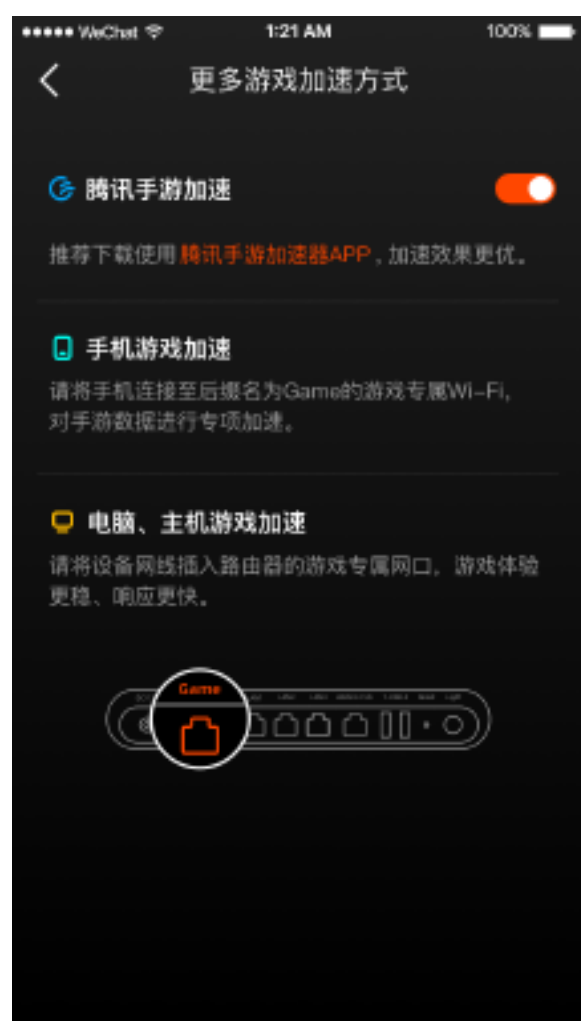 WeChat 1:21 AM 100%
更多游戏加速方式
腾讯手游加速
推荐下载使用 腾讯手游加速器APP，加速效果更优。
手机游戏加速
请将手机连接至后缀名为Game的游戏专属Wi-Fi,
对手游数据进行专项加速。
电脑、主机游戏加速
请将设备网线插入路由器的游戏专属网口，游戏体验
更稳、响应更快。
Game